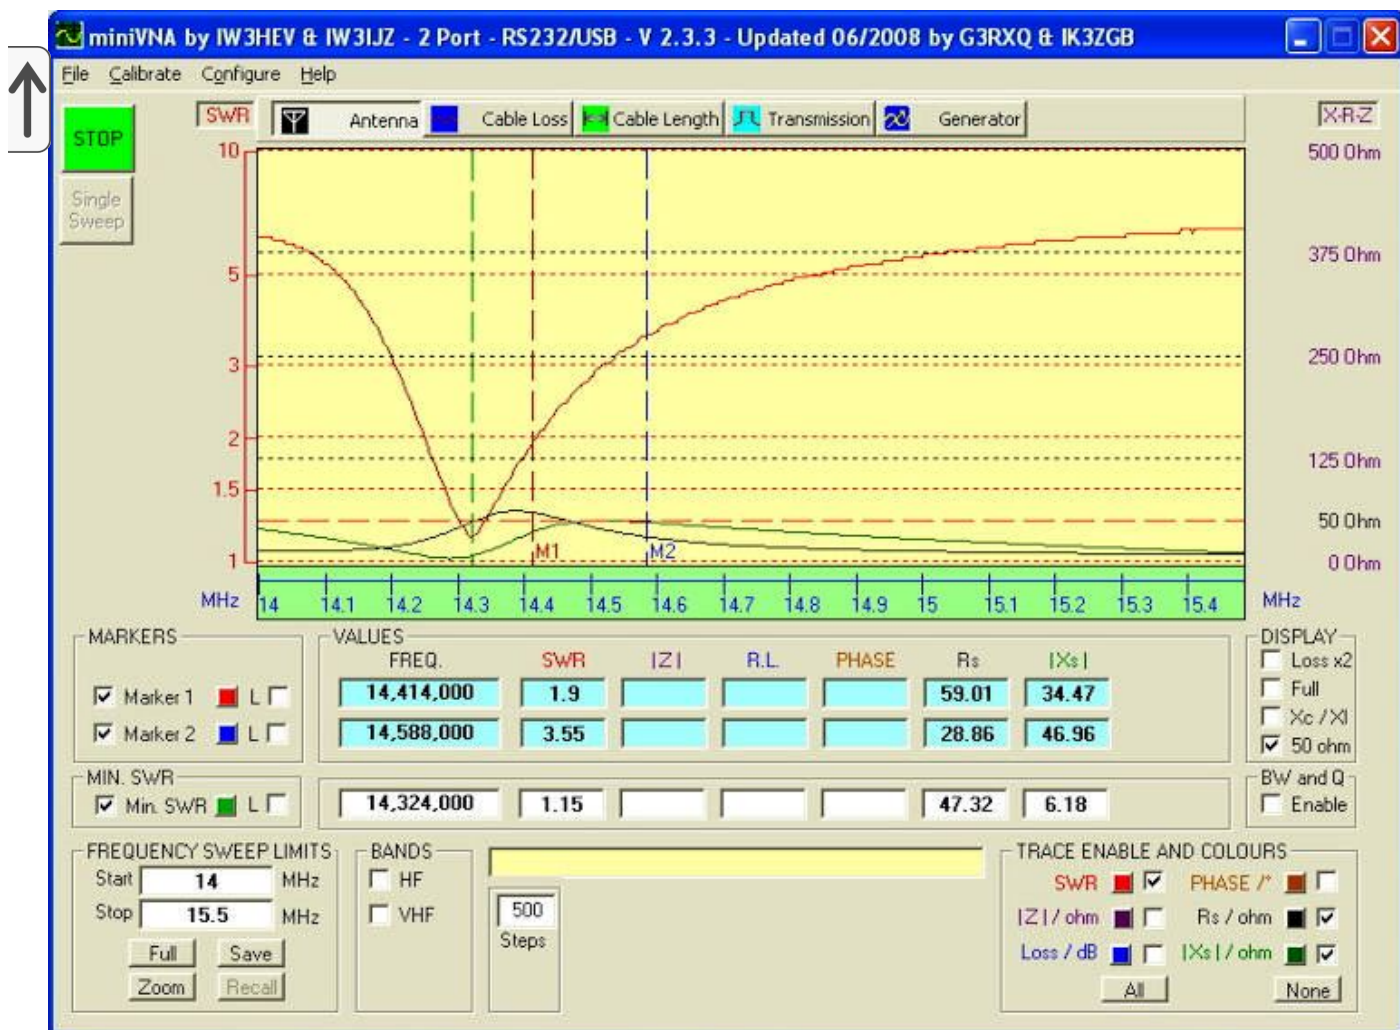 miniVNA by IW3HEV & IW3IJZ - 2 Port - RS232/USB - V 2.3.3 - Updated 06/2008 by G3RXQ & IK3ZGB
File Calibrate Configure Help
STOP
Single
Sweep
SWR Antenna Cable Loss Cable Length Transmission Generator X-R-Z
10 500 Ohm
375 Ohm
5
250 Ohm
3
2
125 Ohm
1.5
50 Ohm
M1 M2
1 0 Ohm
MHz 14 14.1 14.2 14.3 14.4 14.5 14.6 14.7 14.8 14.9 15 15.1 15.2 15.3 15.4 MHz
MARKERS
Marker 1 L
Marker 2 L
VALUES
FREQ. SWR |Z| R.L. PHASE Rs |Xs|
14,414,000 1.9 59.01 34.47
14,588,000 3.55 28.86 46.96
DISPLAY
Loss x2
Full
Xc / Xl
50 ohm
MIN. SWR
Min. SWR L
14,324,000 1.15 47.32 6.18
BW and Q
Enable
FREQUENCY SWEEP LIMITS
Start 14 MHz
Stop 15.5 MHz
Full Save
Zoom Recall
BANDS
HF
VHF
500
Steps
TRACE ENABLE AND COLOURS
SWR PHASE /°
|Z| / ohm Rs / ohm
Loss / dB |Xs| / ohm
All None